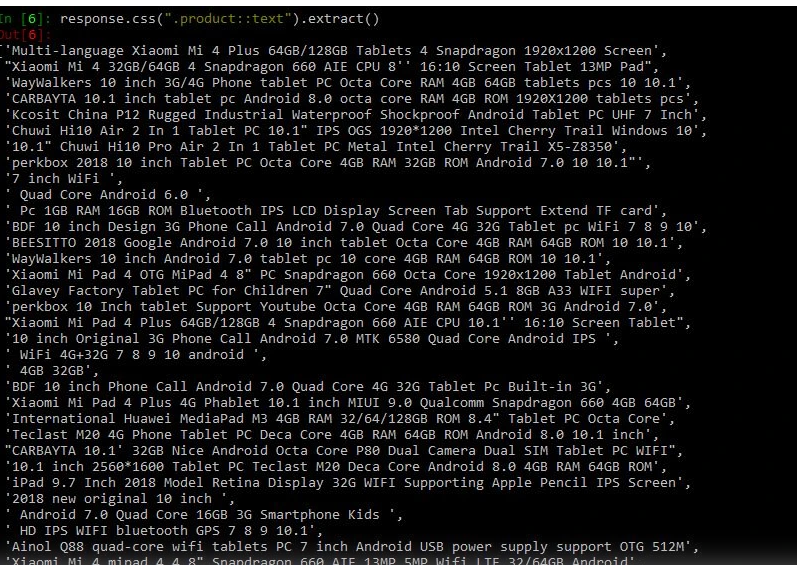 In [6]: response.css(".product::text").extract()
Out[6]:
['Multi-language Xiaomi Mi 4 Plus 64GB/128GB Tablets 4 Snapdragon 1920x1200 Screen',
"Xiaomi Mi 4 32GB/64GB 4 Snapdragon 660 AIE CPU 8'' 16:10 Screen Tablet 13MP Pad",
'WayWalkers 10 inch 3G/4G Phone tablet PC Octa Core RAM 4GB 64GB tablets pcs 10 10.1',
'CARBAYTA 10.1 inch tablet pc Android 8.0 octa core RAM 4GB ROM 1920X1200 tablets pcs',
'Kcosit China P12 Rugged Industrial Waterproof Shockproof Android Tablet PC UHF 7 Inch',
'Chuwi Hi10 Air 2 In 1 Tablet PC 10.1" IPS OGS 1920*1200 Intel Cherry Trail Windows 10',
'10.1" Chuwi Hi10 Pro Air 2 In 1 Tablet PC Metal Intel Cherry Trail X5-Z8350',
'perkbox 2018 10 inch Tablet PC Octa Core 4GB RAM 32GB ROM Android 7.0 10 10.1"',
'7 inch WiFi ',
' Quad Core Android 6.0 ',
' Pc 1GB RAM 16GB ROM Bluetooth IPS LCD Display Screen Tab Support Extend TF card',
'BDF 10 inch Design 3G Phone Call Android 7.0 Quad Core 4G 32G Tablet pc WiFi 7 8 9 10',
'BEESITTO 2018 Google Android 7.0 10 inch tablet Octa Core 4GB RAM 64GB ROM 10 10.1',
'WayWalkers 10 inch Android 7.0 tablet pc 10 core 4GB RAM 64GB ROM 10 10.1',
'Xiaomi Mi Pad 4 OTG MiPad 4 8" PC Snapdragon 660 Octa Core 1920x1200 Tablet Android',
'Glavey Factory Tablet PC for Children 7" Quad Core Android 5.1 8GB A33 WIFI super',
'perkbox 10 Inch tablet Support Youtube Octa Core 4GB RAM 64GB ROM 3G Android 7.0',
"Xiaomi Mi Pad 4 Plus 64GB/128GB 4 Snapdragon 660 AIE CPU 10.1'' 16:10 Screen Tablet",
'10 inch Original 3G Phone Call Android 7.0 MTK 6580 Quad Core Android IPS ',
' WiFi 4G+32G 7 8 9 10 android ',
' 4GB 32GB',
'BDF 10 inch Phone Call Android 7.0 Quad Core 4G 32G Tablet Pc Built-in 3G',
'Xiaomi Mi Pad 4 Plus 4G Phablet 10.1 inch MIUI 9.0 Qualcomm Snapdragon 660 4GB 64GB',
'International Huawei MediaPad M3 4GB RAM 32/64/128GB ROM 8.4" Tablet PC Octa Core',
'Teclast M20 4G Phone Tablet PC Deca Core 4GB RAM 64GB ROM Android 8.0 10.1 inch',
"CARBAYTA 10.1' 32GB Nice Android Octa Core P80 Dual Camera Dual SIM Tablet PC WIFI",
'10.1 inch 2560*1600 Tablet PC Teclast M20 Deca Core Android 8.0 4GB RAM 64GB ROM',
'iPad 9.7 Inch 2018 Model Retina Display 32G WIFI Supporting Apple Pencil IPS Screen',
'2018 new original 10 inch ',
' Android 7.0 Quad Core 16GB 3G Smartphone Kids ',
' HD IPS WIFI bluetooth GPS 7 8 9 10.1',
'Ainol Q88 quad-core wifi tablets PC 7 inch Android USB power supply support OTG 512M',
'Xiaomi Mi 4 mipad 4 4 8" Snapdragon 660 AIE 13MP 5MP Wifi LTE 32/64GB Android'